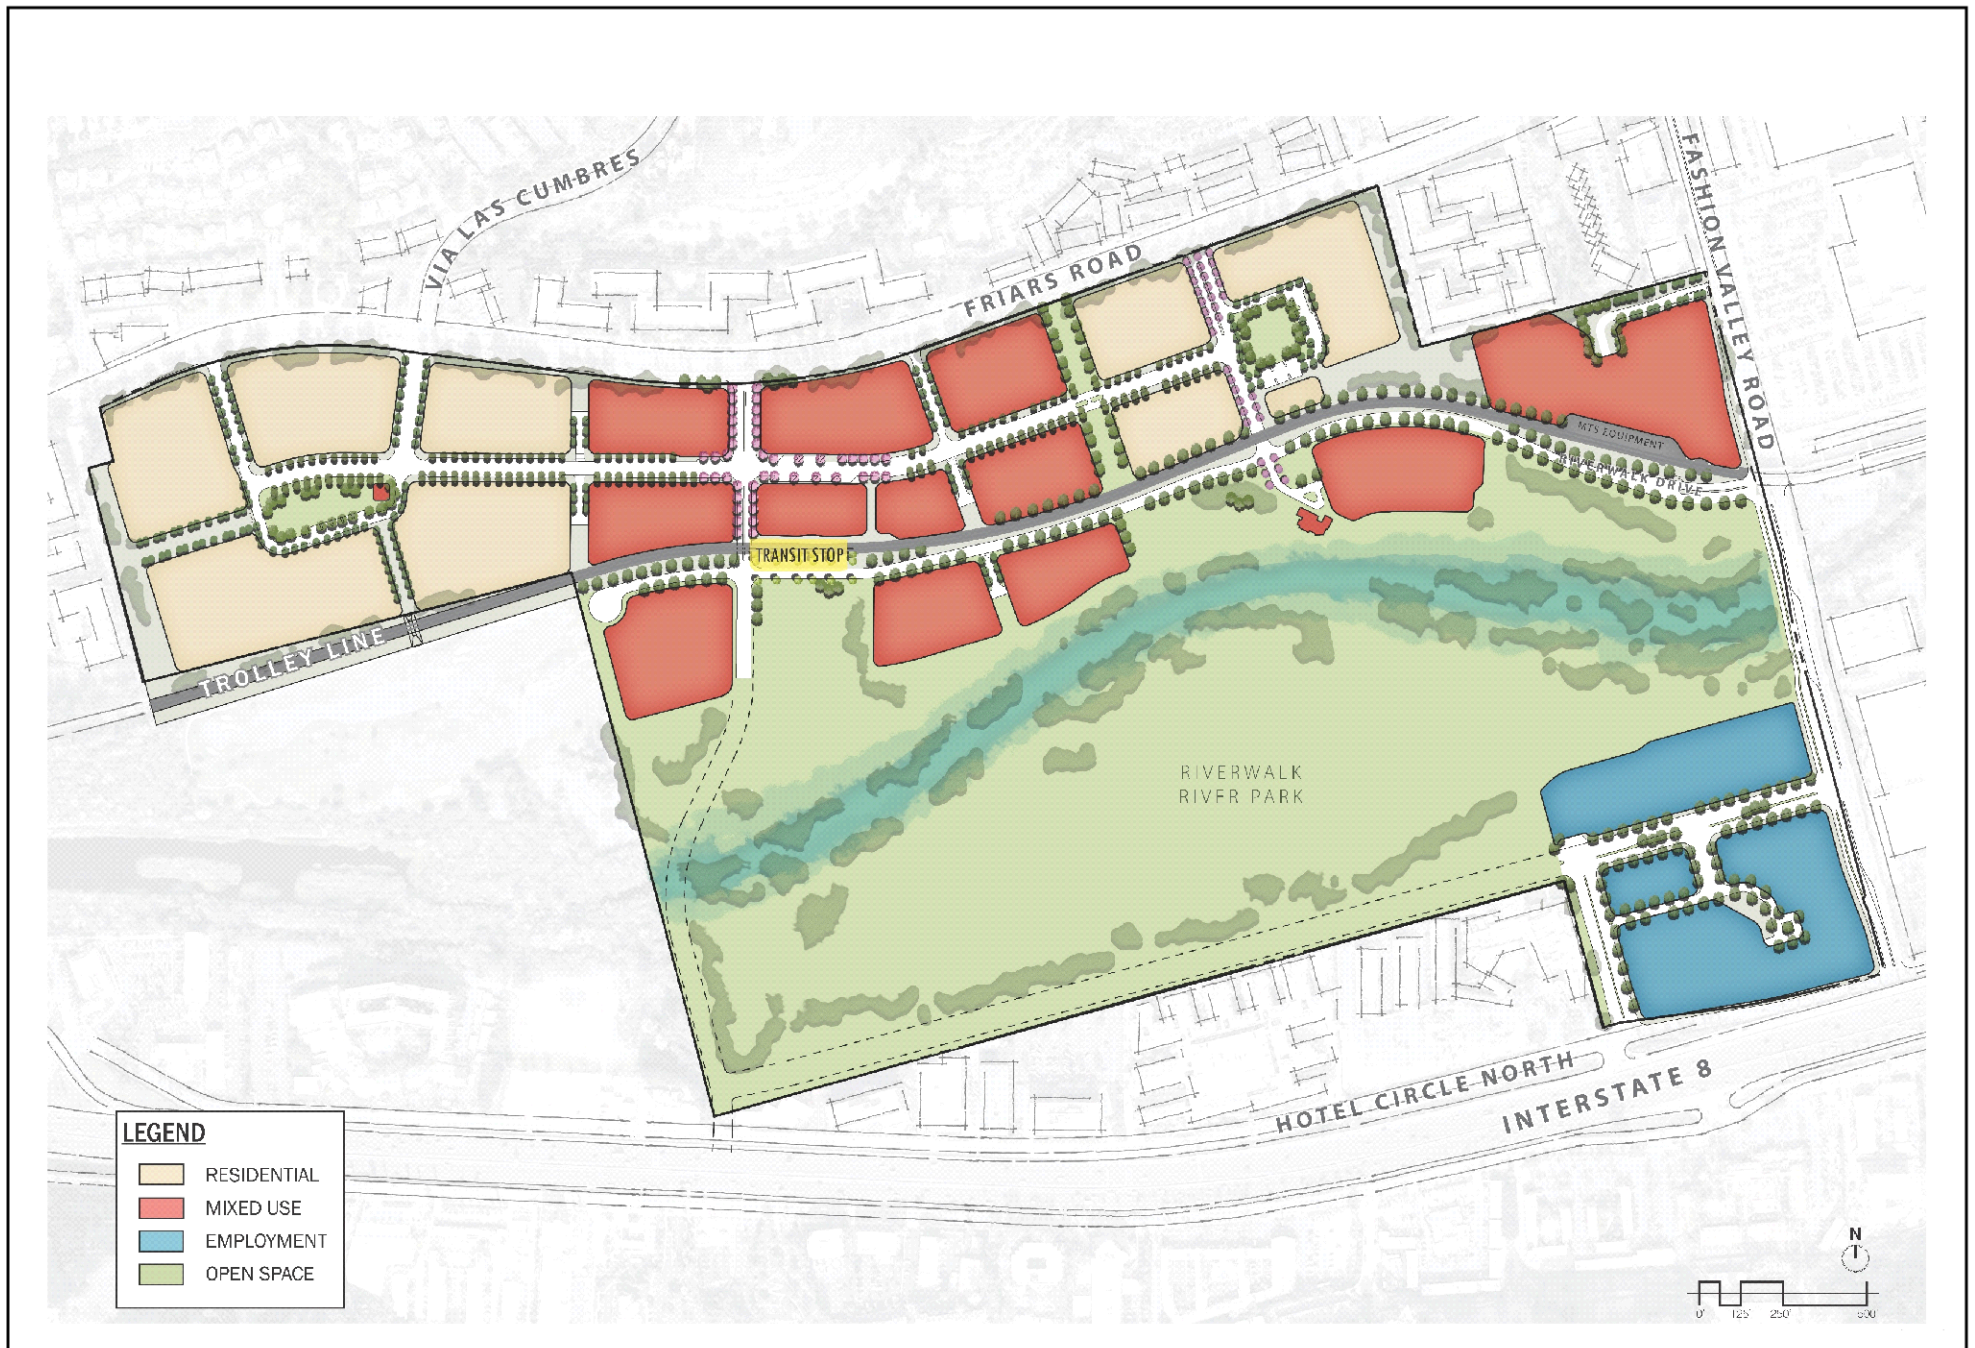 VIA LAS CUMBRES
FRIARS ROAD
FASHION VALLEY ROAD
MTS EQUIPMENT
RIVERWALK DRIVE
TRANSIT STOP
TROLLEY LINE
RIVERWALK
RIVER PARK
HOTEL CIRCLE NORTH
INTERSTATE 8
LEGEND
RESIDENTIAL
MIXED USE
EMPLOYMENT
OPEN SPACE
N
0' 125' 250' 500'